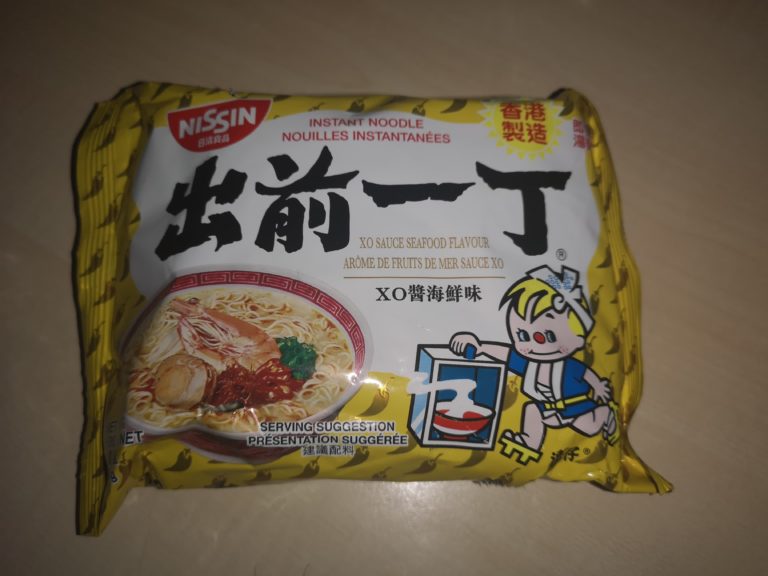 NISSIN
日清食品
INSTANT NOODLE
NOUILLES INSTANTANÉES
香港
製造
出前一丁
XO SAUCE SEAFOOD FLAVOUR
ARÔME DE FRUITS DE MER SAUCE XO
XO醬海鮮味
®
SERVING SUGGESTION
PRÉSENTATION SUGGÉRÉE
建議配料
NET
清仔®